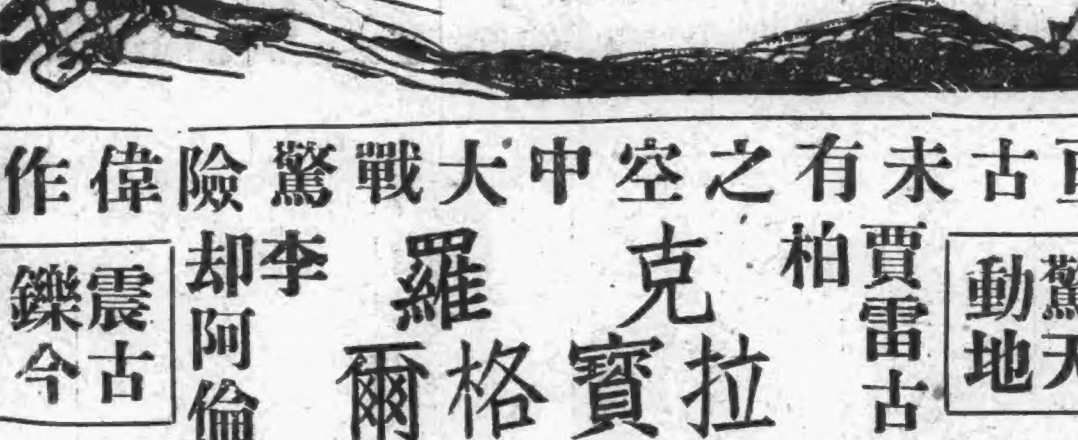 古未有之空中大戰驚險偉作
驚天
動地
賈雷古
柏
克
拉寶
羅
格爾
李
却阿倫
震古
鑠今